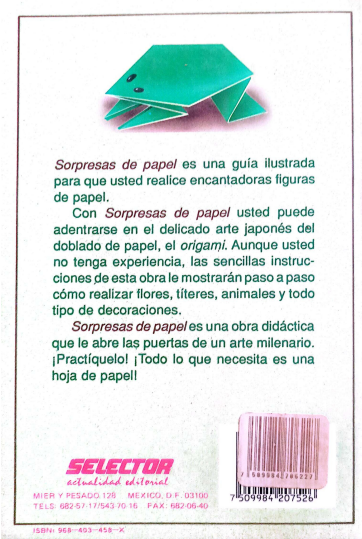 Sorpresas de papel es una guía ilustrada
para que usted realice encantadoras figuras
de papel.
Con Sorpresas de papel usted puede
adentrarse en el delicado arte japonés del
doblado de papel, el origami. Aunque usted
no tenga experiencia, las sencillas instruc-
ciones de esta obra le mostrarán paso a paso
cómo realizar flores, títeres, animales y todo
tipo de decoraciones.
Sorpresas de papel es una obra didáctica
que le abre las puertas de un arte milenario.
¡Practíquelo! ¡Todo lo que necesita es una
hoja de papel!
SELECTOR
actualidad editorial
MIER Y PESADO 128 MEXICO, D.F. 03100
TELS: 682-57-17/543-70-16 FAX: 682-06-40
7 509984 207526
ISBN: 968-403-458-X